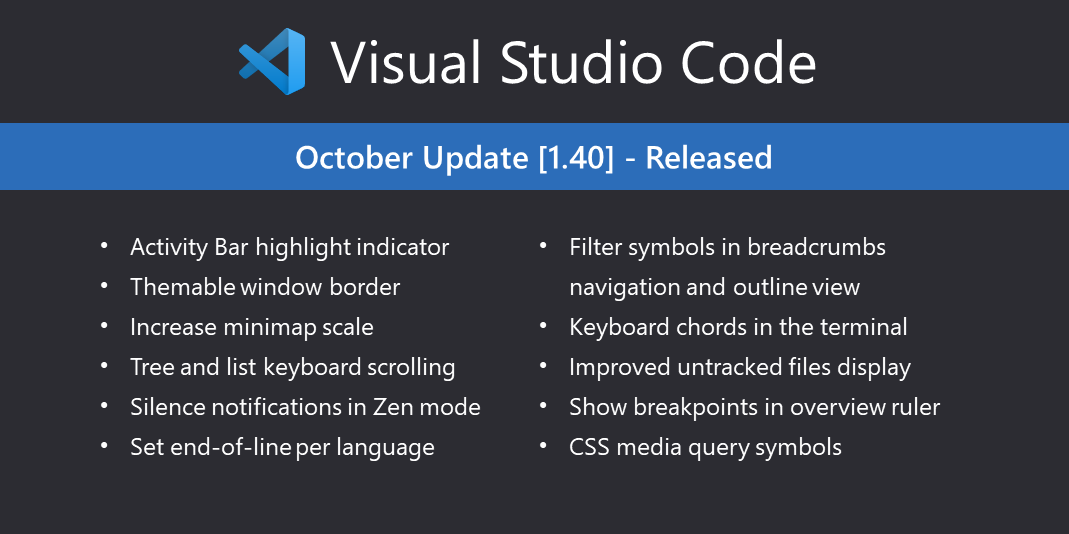 Visual Studio Code
October Update [1.40] - Released
• Activity Bar highlight indicator
• Themable window border
• Increase minimap scale
• Tree and list keyboard scrolling
• Silence notifications in Zen mode
• Set end-of-line per language
• Filter symbols in breadcrumbs
navigation and outline view
• Keyboard chords in the terminal
• Improved untracked files display
• Show breakpoints in overview ruler
• CSS media query symbols